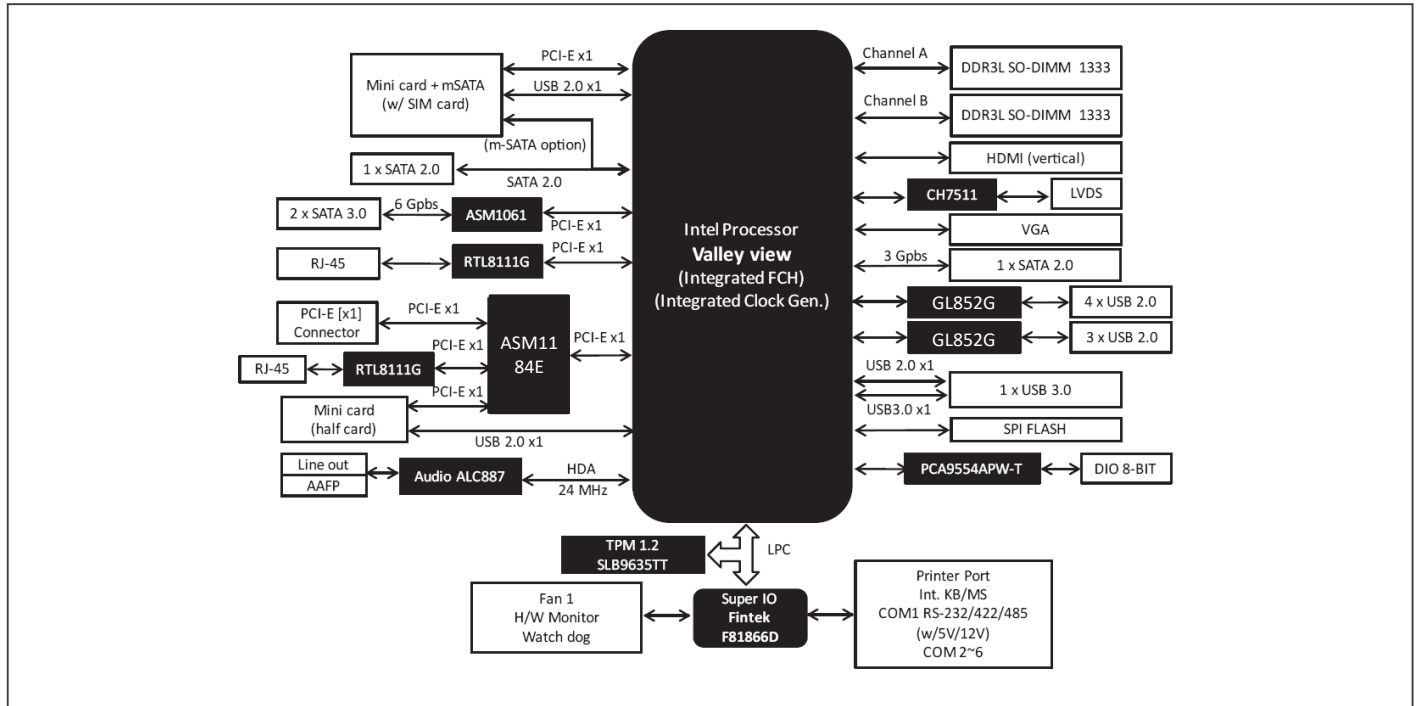 PCI-E x1
Mini card + mSATA
(w/ SIM card)
USB 2.0 x1
(m-SATA option)
1 x SATA 2.0
SATA 2.0
2 x SATA 3.0
6 Gpbs
ASM1061
PCI-E x1
RJ-45
RTL8111G
PCI-E x1
PCI-E [x1]
Connector
PCI-E x1
ASM11
84E
PCI-E x1
PCI-E x1
RJ-45
RTL8111G
PCI-E x1
Mini card
(half card)
USB 2.0 x1
Line out
AAFP
Audio ALC887
HDA
24 MHz
Intel Processor
Valley view
(Integrated FCH)
(Integrated Clock Gen.)
Channel A
DDR3L SO-DIMM 1333
Channel B
DDR3L SO-DIMM 1333
HDMI (vertical)
CH7511
LVDS
VGA
3 Gpbs
1 x SATA 2.0
GL852G
4 x USB 2.0
GL852G
3 x USB 2.0
USB 2.0 x1
1 x USB 3.0
USB3.0 x1
SPI FLASH
PCA9554APW-T
DIO 8-BIT
TPM 1.2
SLB9635TT
LPC
Fan 1
H/W Monitor
Watch dog
Super IO
Fintek
F81866D
Printer Port
Int. KB/MS
COM1 RS-232/422/485
(w/5V/12V)
COM 2~6